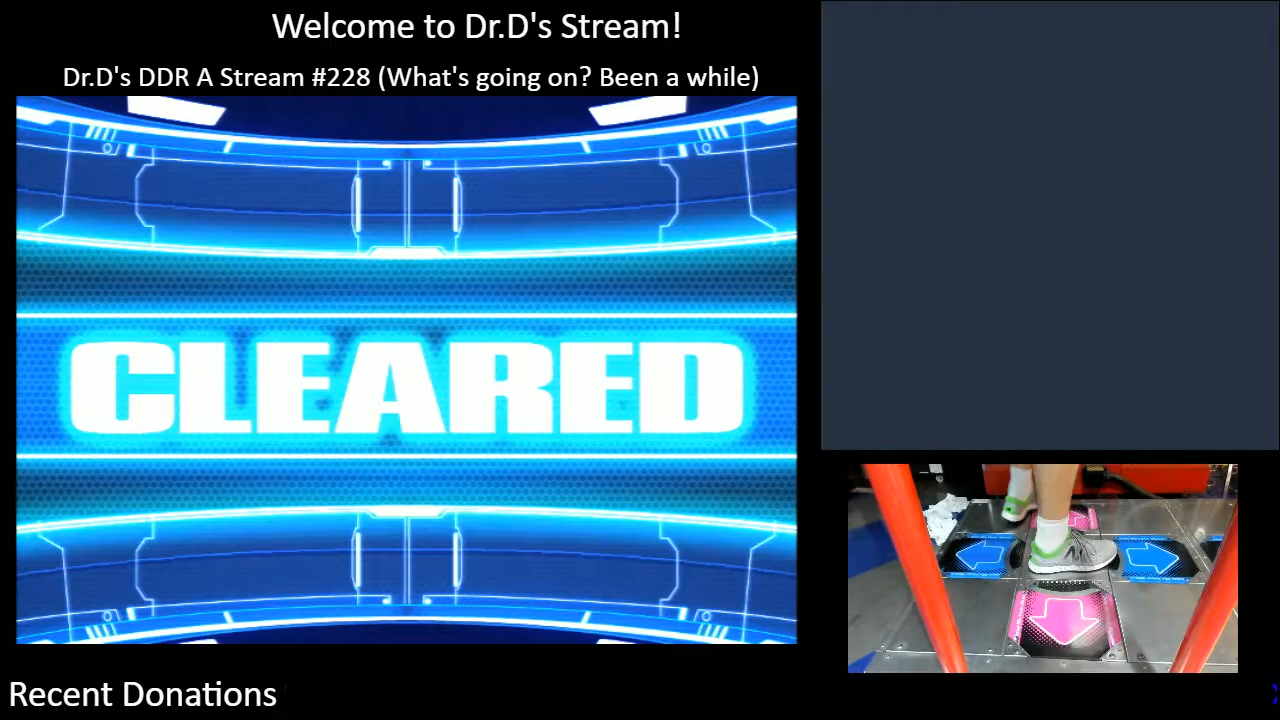 Welcome to Dr.D's Stream!
Dr.D's DDR A Stream #228 (What's going on? Been a while)
CLEARED
Recent Donations